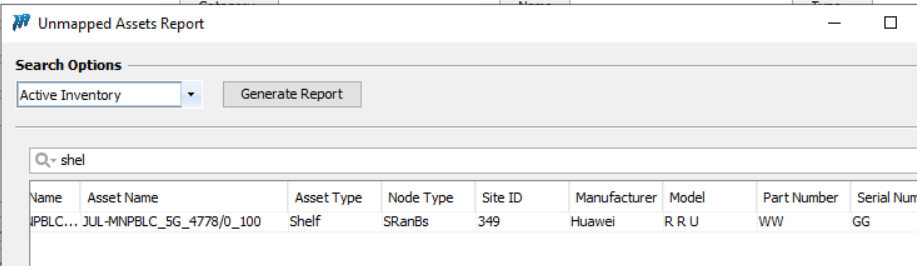 Unmapped Assets Report
Search Options
Active Inventory Generate Report
shel
Name Asset Name Asset Type Node Type Site ID Manufacturer Model Part Number Serial Num
JUL-MNPBLC_5G_4778/0_100 Shelf SRanBs 349 Huawei R R U WW GG